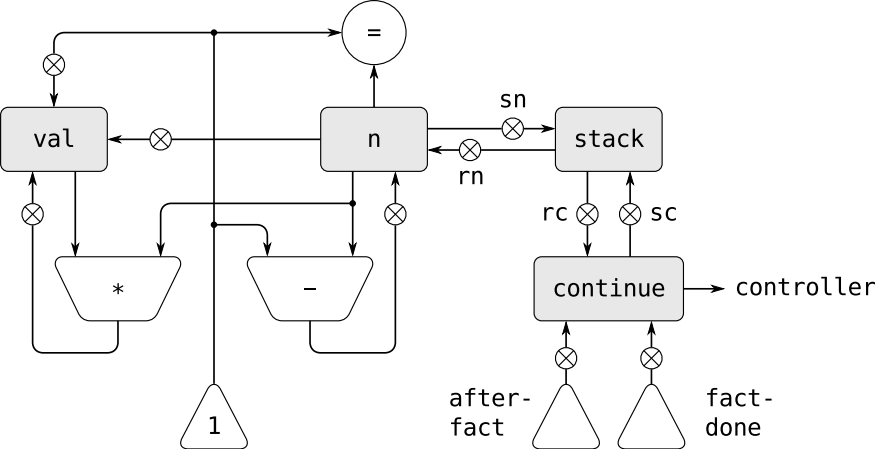 =
sn
val
n
stack
rn
rc
sc
*
−
continue
controller
after-
fact
fact-
done
1